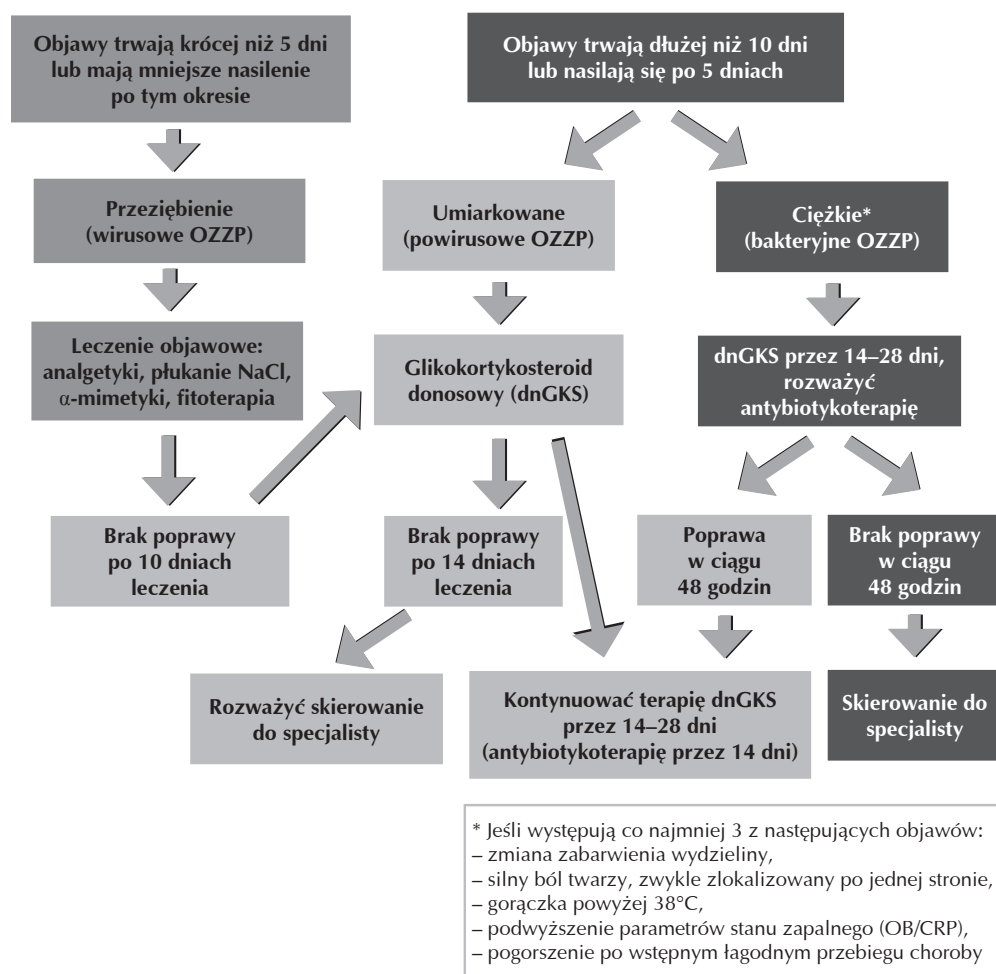 Objawy trwają krócej niż 5 dni
lub mają mniejsze nasilenie
po tym okresie
Objawy trwają dłużej niż 10 dni
lub nasilają się po 5 dniach
Przeziębienie
(wirusowe OZZP)
Umiarkowane
(powirusowe OZZP)
Ciężkie*
(bakteryjne OZZP)
Leczenie objawowe:
analgetyki, płukanie NaCl,
α-mimetyki, fitoterapia
Glikokortykosteroid
donosowy (dnGKS)
dnGKS przez 14–28 dni,
rozważyć
antybiotykoterapię
Brak poprawy
po 10 dniach
leczenia
Brak poprawy
po 14 dniach
leczenia
Poprawa
w ciągu
48 godzin
Brak poprawy
w ciągu
48 godzin
Rozważyć skierowanie
do specjalisty
Kontynuować terapię dnGKS
przez 14–28 dni
(antybiotykoterapię przez 14 dni)
Skierowanie do
specjalisty
* Jeśli występują co najmniej 3 z następujących objawów:
– zmiana zabarwienia wydzieliny,
– silny ból twarzy, zwykle zlokalizowany po jednej stronie,
– gorączka powyżej 38°C,
– podwyższenie parametrów stanu zapalnego (OB/CRP),
– pogorszenie po wstępnym łagodnym przebiegu choroby